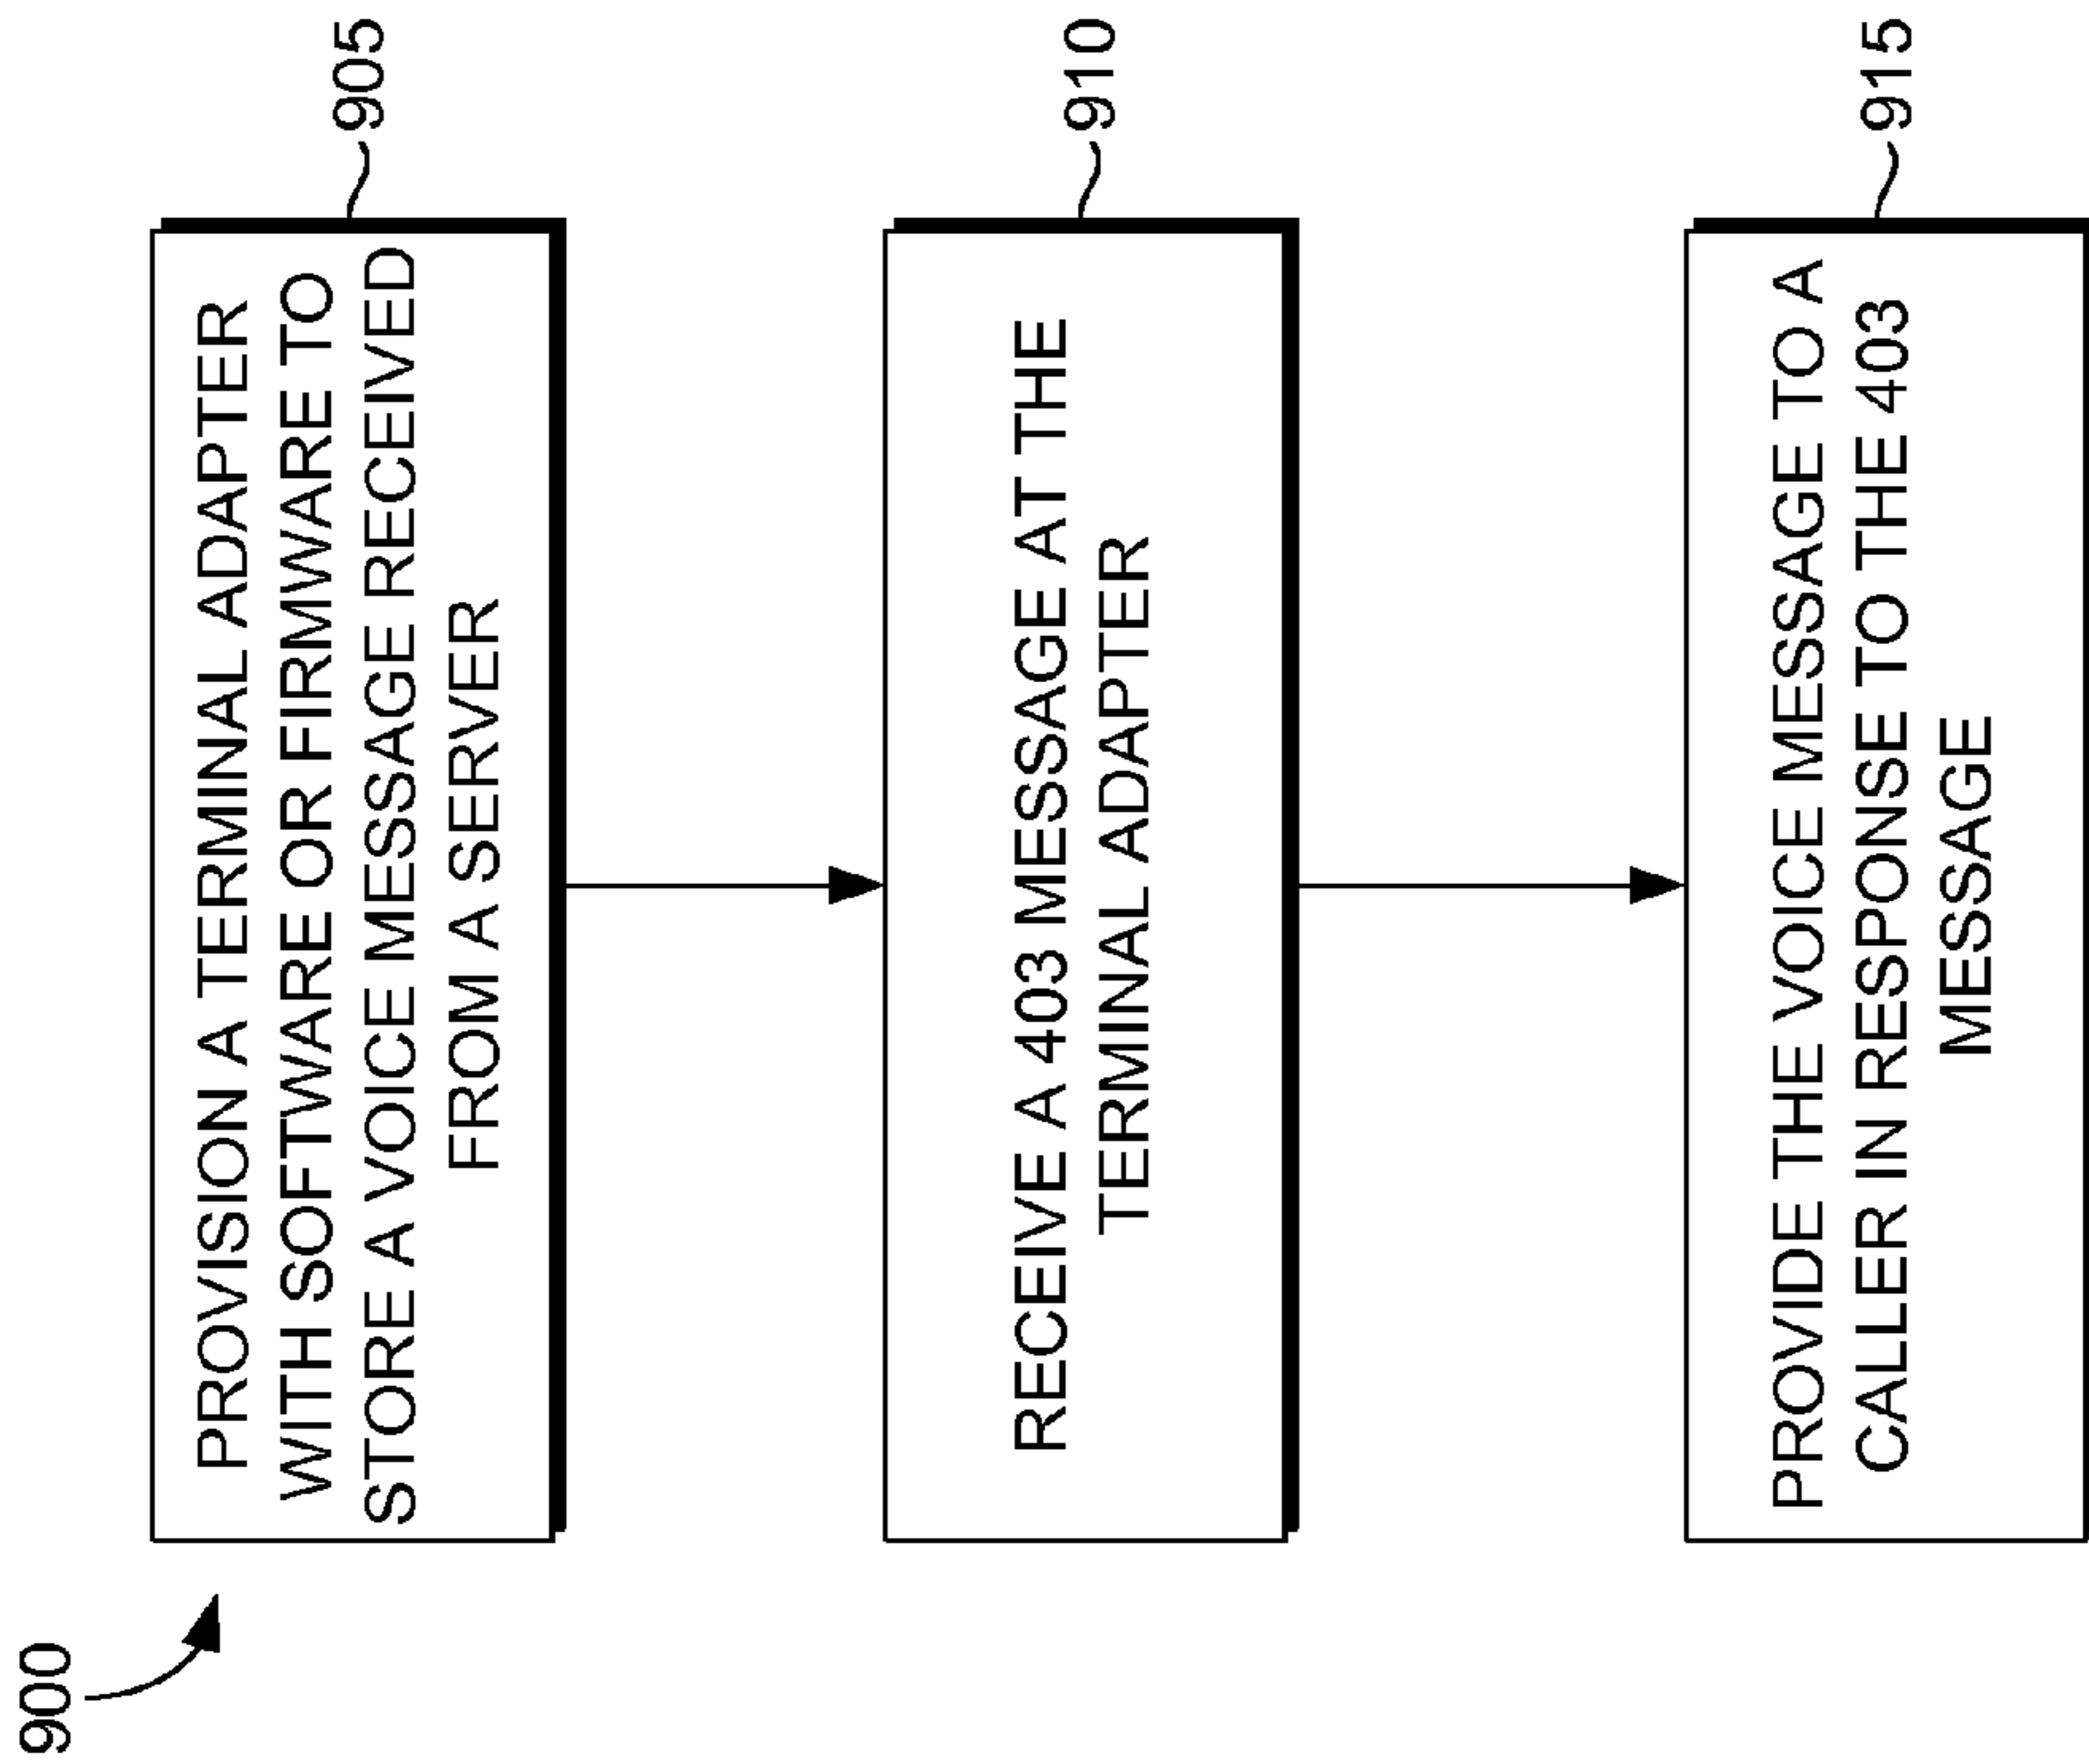 900
PROVISION A TERMINAL ADAPTER
WITH SOFTWARE OR FIRMWARE TO
STORE A VOICE MESSAGE RECEIVED
FROM A SERVER
905
RECEIVE A 403 MESSAGE AT THE
TERMINAL ADAPTER
910
PROVIDE THE VOICE MESSAGE TO A
CALLER IN RESPONSE TO THE 403
MESSAGE
915